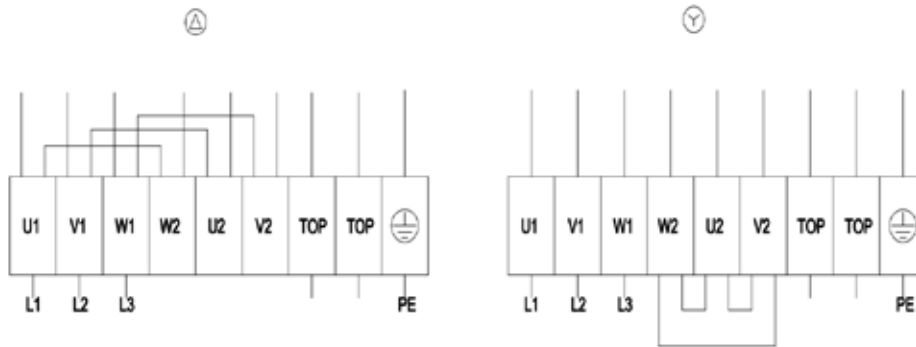 △ Y
U1 V1 W1 W2 U2 V2 TOP TOP U1 V1 W1 W2 U2 V2 TOP TOP
L1 L2 L3 PE L1 L2 L3 PE